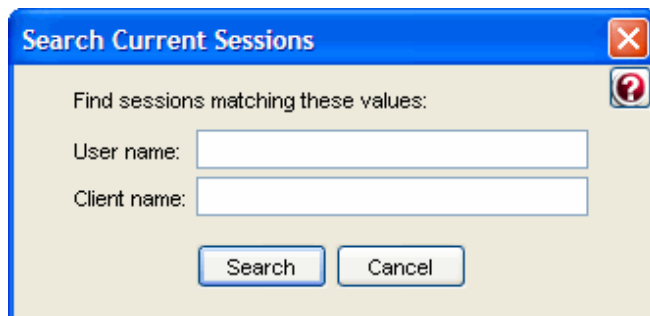 Search Current Sessions
Find sessions matching these values:
User name:
Client name:
Search Cancel